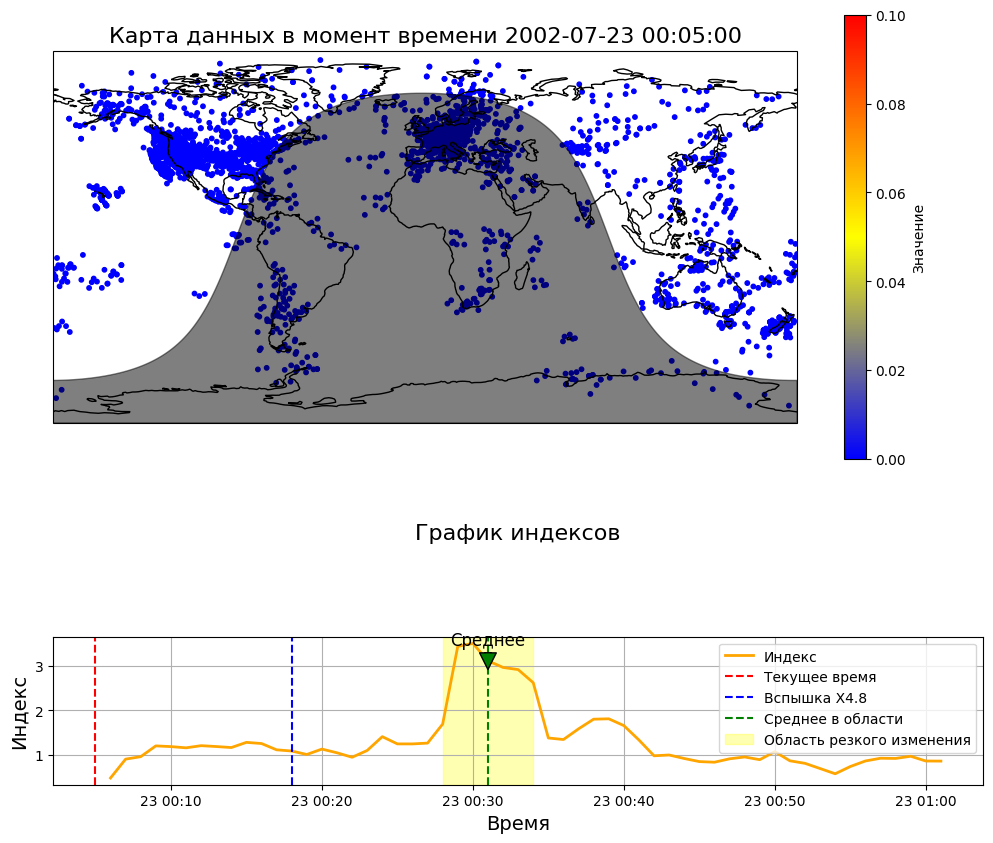 Карта данных в момент времени 2002-07-23 00:05:00
0.10
0.08
0.06
0.04
0.02
0.00
Значение
График индексов
Среднее
3
2
1
Индекс
Индекс
Текущее время
Вспышка X4.8
Среднее в области
Область резкого изменения
23 00:10
23 00:20
23 00:30
23 00:40
23 00:50
23 01:00
Время